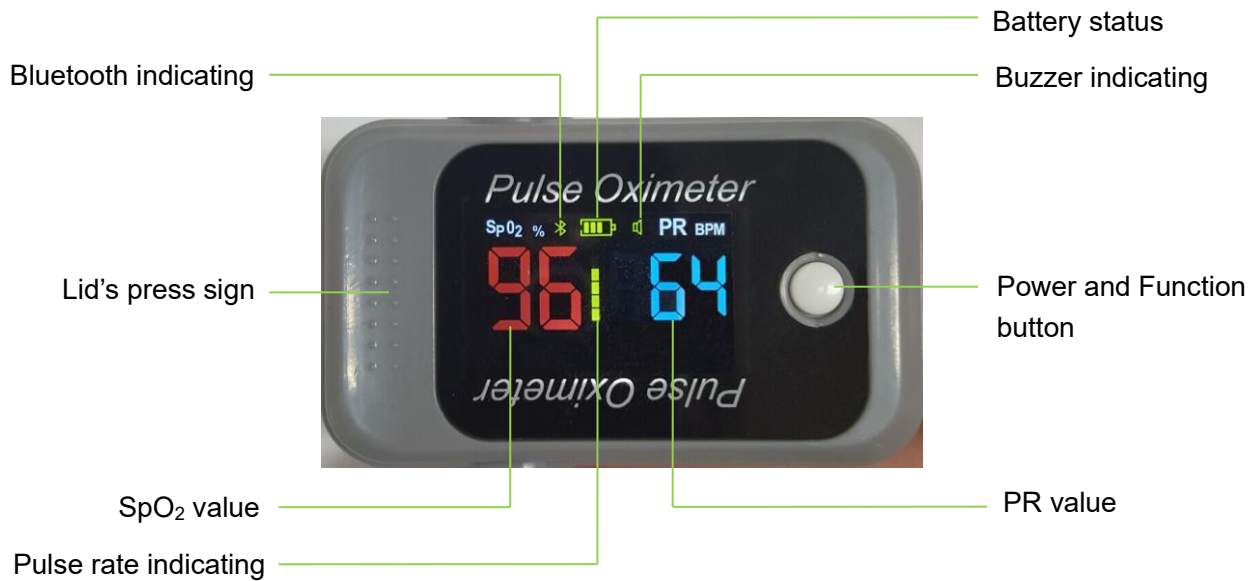 Battery status
Bluetooth indicating
Buzzer indicating
Pulse Oximeter
SpO2 % PR BPM
96 64
Lid's press sign
Power and Function
button
Pulse Oximeter
SpO₂ value
PR value
Pulse rate indicating